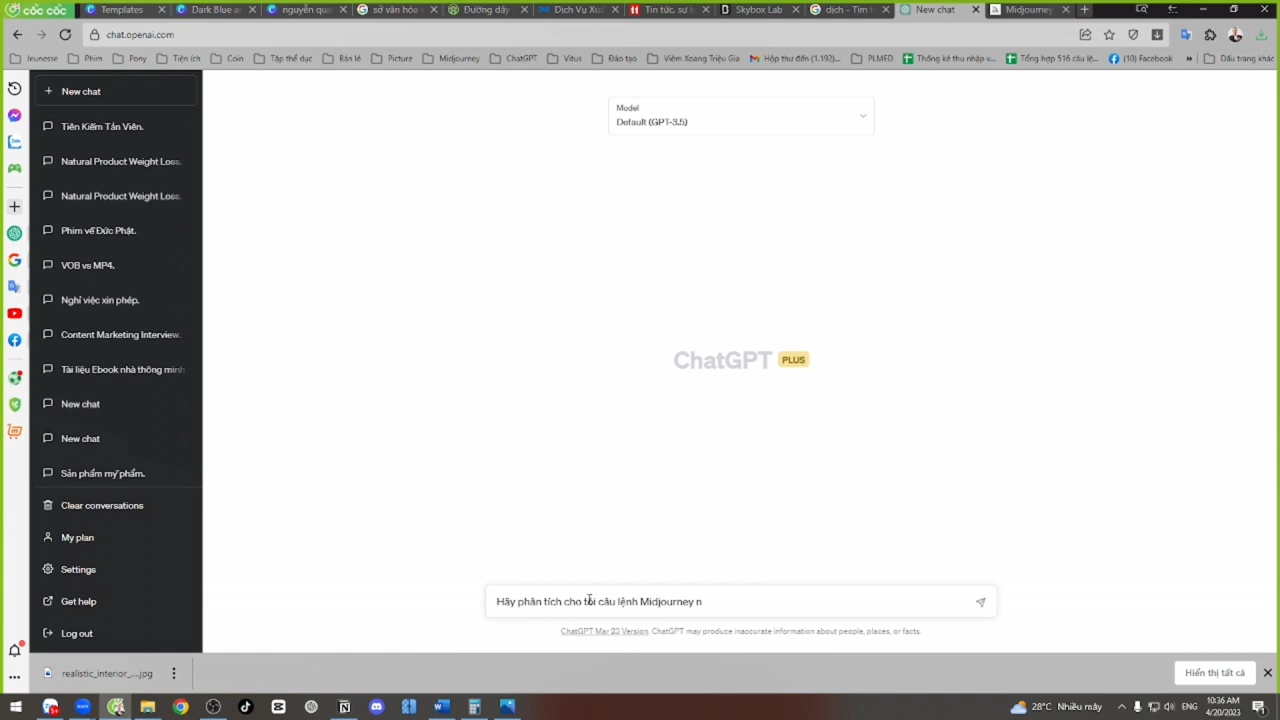 cốc cốc
Templates
Dark Blue ar
nguyễn qua
sở văn hóa
Đường dây
Dịch Vụ Xuấ
Tin tức, sự k
Skybox Lab
dịch - Tìm t
New chat
Midjourney
chat.openai.com
Jeunesse
Phim
Pony
Tiện ích
Coin
Tập thể dục
Bán lẻ
Picture
Midjourney
ChatGPT
Vitus
Đào tạo
Viêm Xoang Triệu Gia
Hộp thư đến (1.192)...
PLMED
Thống kê thu nhập v...
Tổng hợp 516 câu lệ...
(10) Facebook
»
Dấu trang khác
New chat
Tiên Kiếm Tản Viên.
Natural Product Weight Loss.
Natural Product Weight Loss.
Phim về Đức Phật.
VOB vs MP4.
Nghỉ việc xin phép.
Content Marketing Interview.
Tài liệu Ebook nhà thông minh
New chat
New chat
Sản phẩm mỹ phẩm.
Clear conversations
My plan
Settings
Get help
Log out
Model
Default (GPT-3.5)
ChatGPT PLUS
Hãy phân tích cho tôi câu lệnh Midjourney n
ChatGPT Mar 23 Version. ChatGPT may produce inaccurate information about people, places, or facts.
realistic_interior_....jpg
Hiển thị tất cả
28°C Nhiều mây
ENG
10:36 AM
4/20/2023